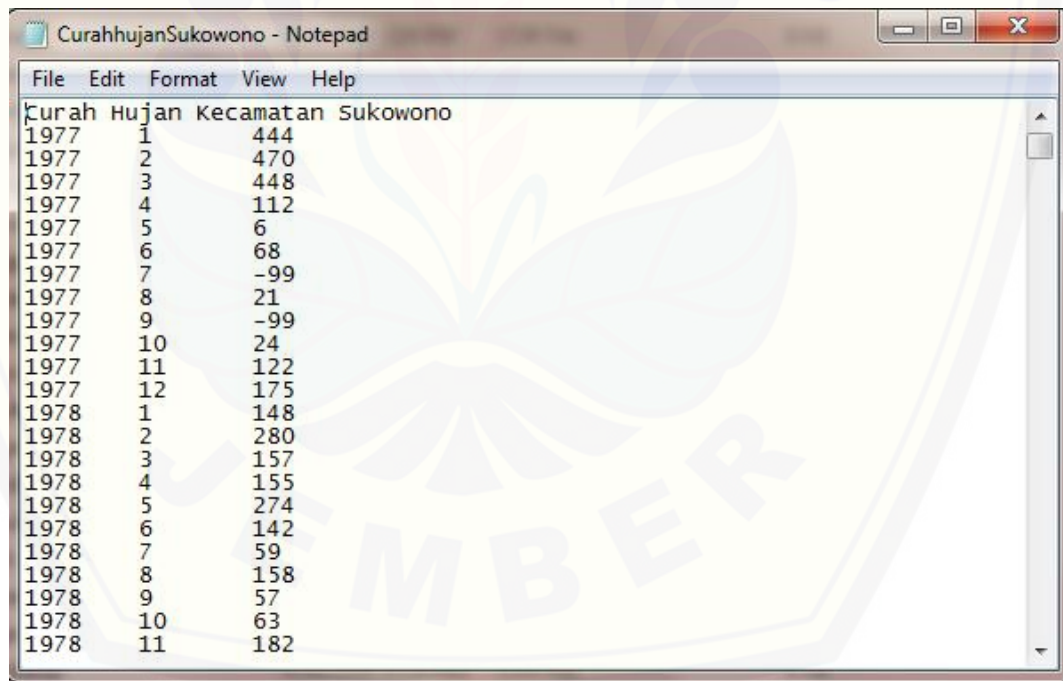 CurahhujanSukowono - Notepad
File Edit Format View Help
Curah Hujan Kecamatan Sukowono
1977 1 444
1977 2 470
1977 3 448
1977 4 112
1977 5 6
1977 6 68
1977 7 -99
1977 8 21
1977 9 -99
1977 10 24
1977 11 122
1977 12 175
1978 1 148
1978 2 280
1978 3 157
1978 4 155
1978 5 274
1978 6 142
1978 7 59
1978 8 158
1978 9 57
1978 10 63
1978 11 182
JEMBER